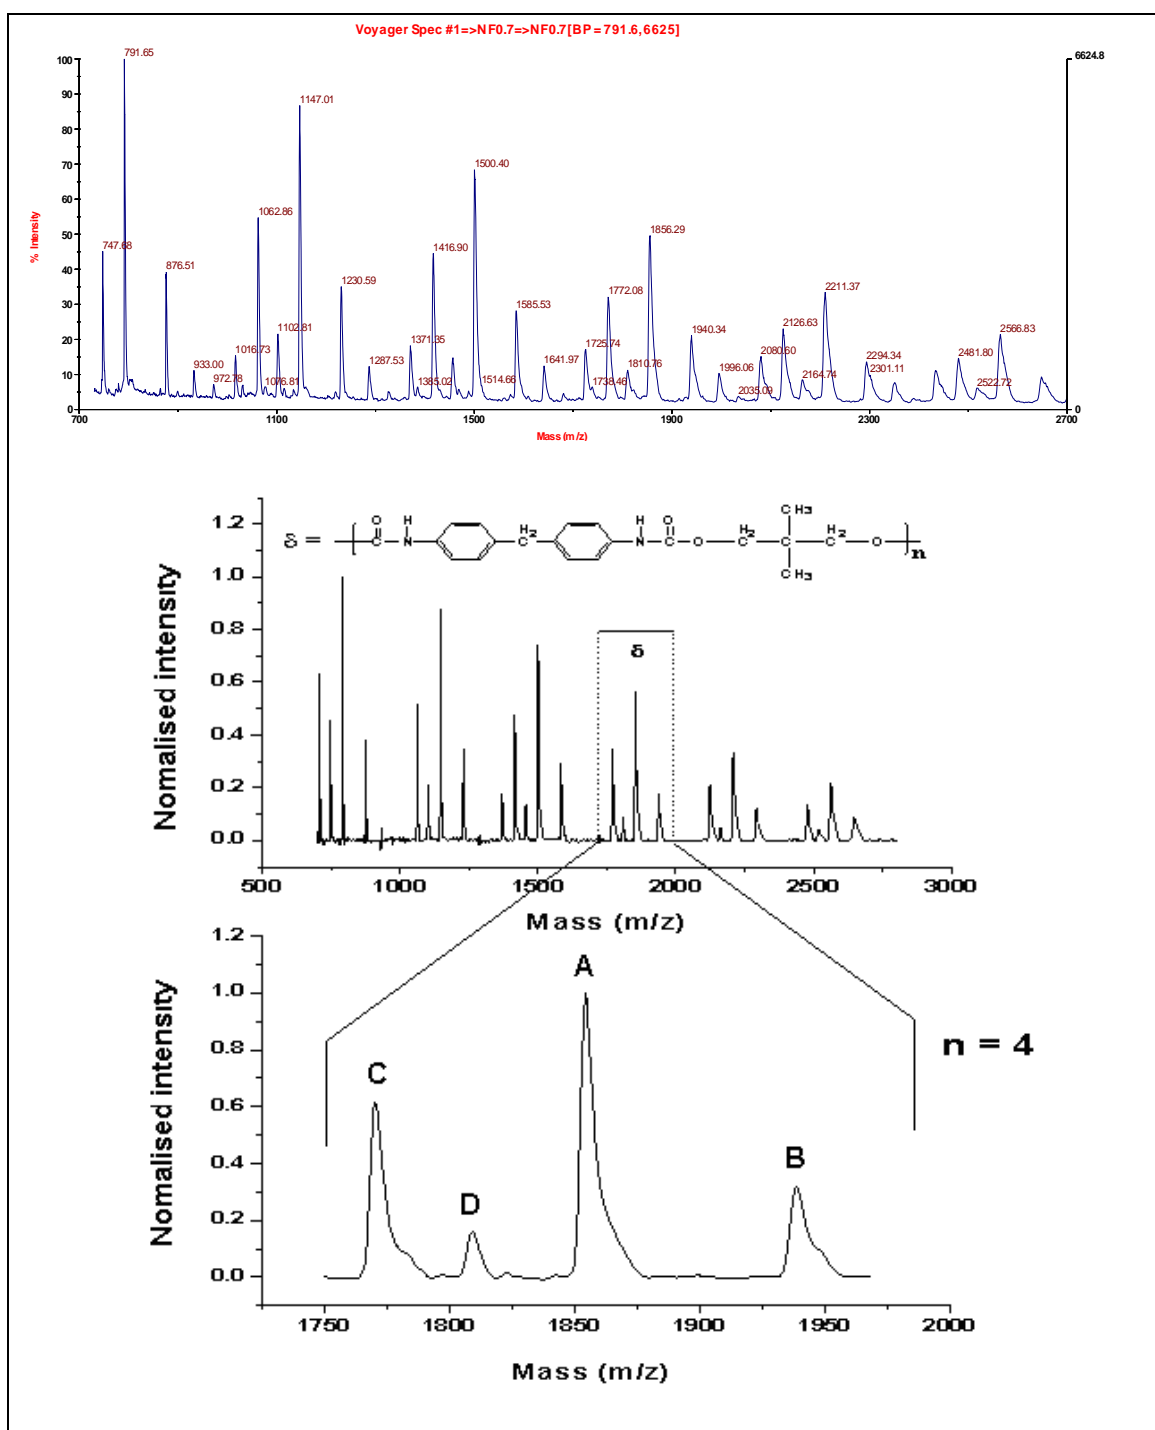 Voyager Spec #1=>NF0.7=>NF0.7[BP = 791.6, 6625]
100
90
80
70
60
50
40
30
20
10
0
% Intensity
6624.8
0
791.65
1147.01
1500.40
1062.86
1856.29
747.68
1416.90
876.51
1230.59
1772.08
2211.37
1585.53
1102.81
1940.34
2126.63
2566.83
1371.35
1725.74
1016.73
2080.60
2294.34
2481.80
933.00
1287.53
1641.97
1810.76
1996.06
2301.11
972.78
1076.81
1385.02
1514.66
1738.46
2035.09
2164.74
2522.72
700
1100
1500
1900
2300
2700
Mass (m/z)
δ =
O
C
H
N
CH2
H
N
O
C
O
CH2
CH3
C
CH3
CH2
O
n
1.2
1.0
0.8
0.6
0.4
0.2
0.0
Nomalised intensity
δ
500
1000
1500
2000
2500
3000
Mass (m/z)
1.2
1.0
0.8
0.6
0.4
0.2
0.0
Nomalised intensity
A
C
D
B
n = 4
1750
1800
1850
1900
1950
2000
Mass (m/z)